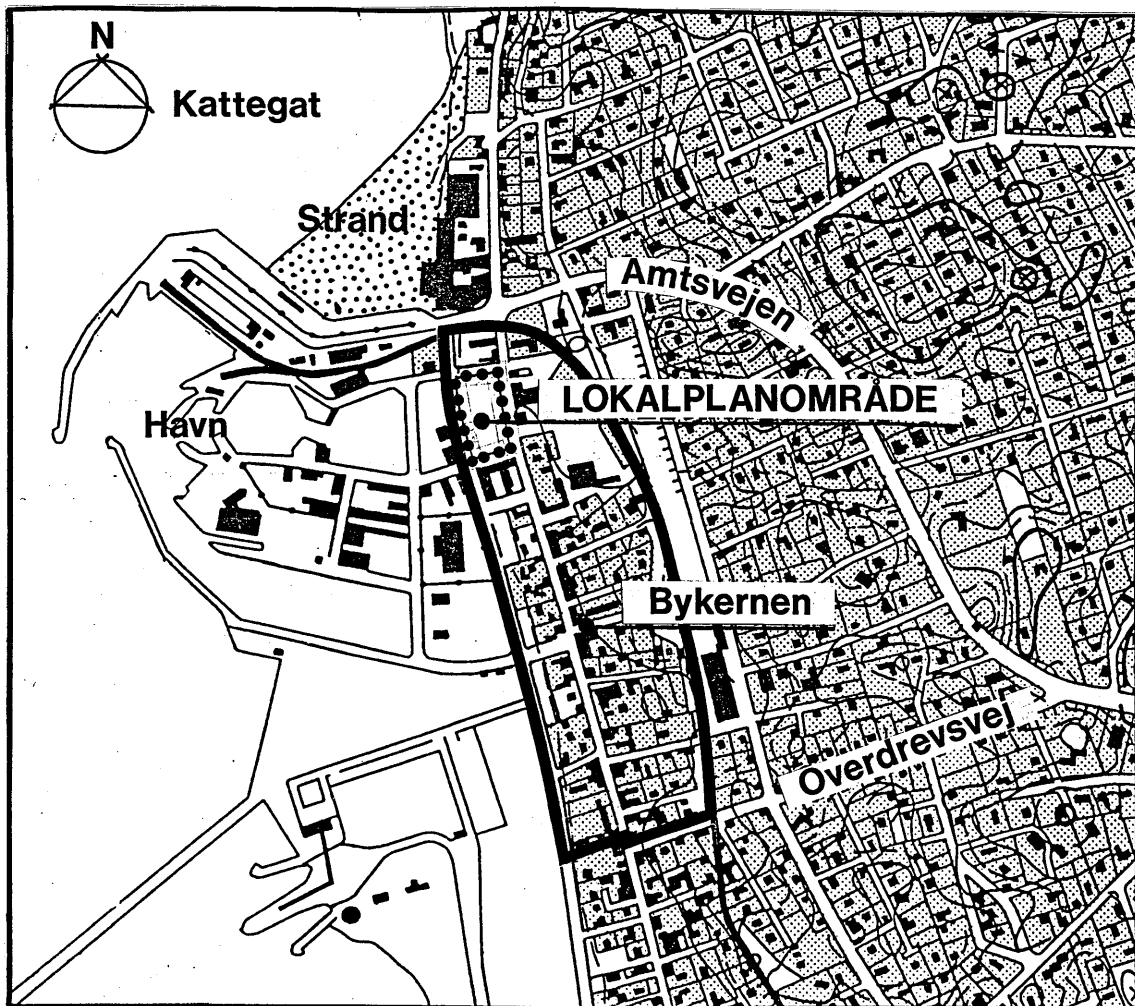 N
Kattegat
Strand
Amtsvejen
LOKALPLANOMRÅDE
Havn
Bykernen
Overdrevsvej